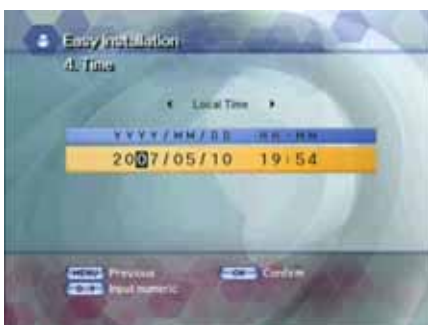 Easy Installation
4. Time
Local Time
YYYY/MM/DD HH:MM
2007/05/10 19:54
MENU Previous OK Confirm
0~9 Input numeric